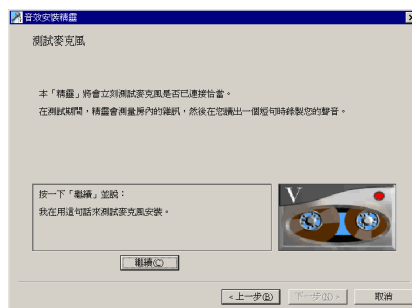 音效安裝精靈
測試麥克風
本「精靈」將會立刻測試麥克風是否已連接恰當。
在測試期間，精靈會測量房內的雜訊，然後在您讀出一個短句時錄製您的聲音。
按一下「繼續」並說：
我在用這句話來測試麥克風安裝。
V
繼續(C)
<上一步(B)
下一步(N)>
取消